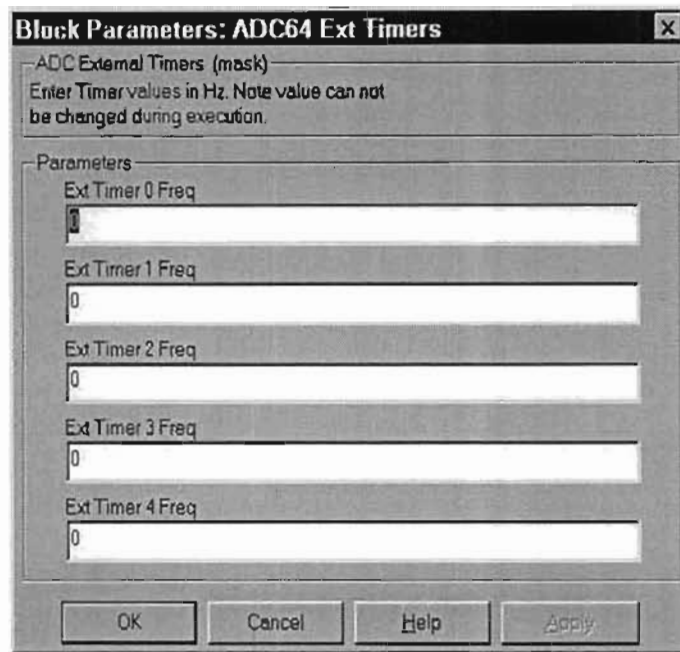 Block Parameters: ADC64 Ext Timers
ADC External Timers (mask)
Enter Timer values in Hz. Note value can not
be changed during execution.
Parameters
Ext Timer 0 Freq
0
Ext Timer 1 Freq
0
Ext Timer 2 Freq
0
Ext Timer 3 Freq
0
Ext Timer 4 Freq
0
OK Cancel Help Apply